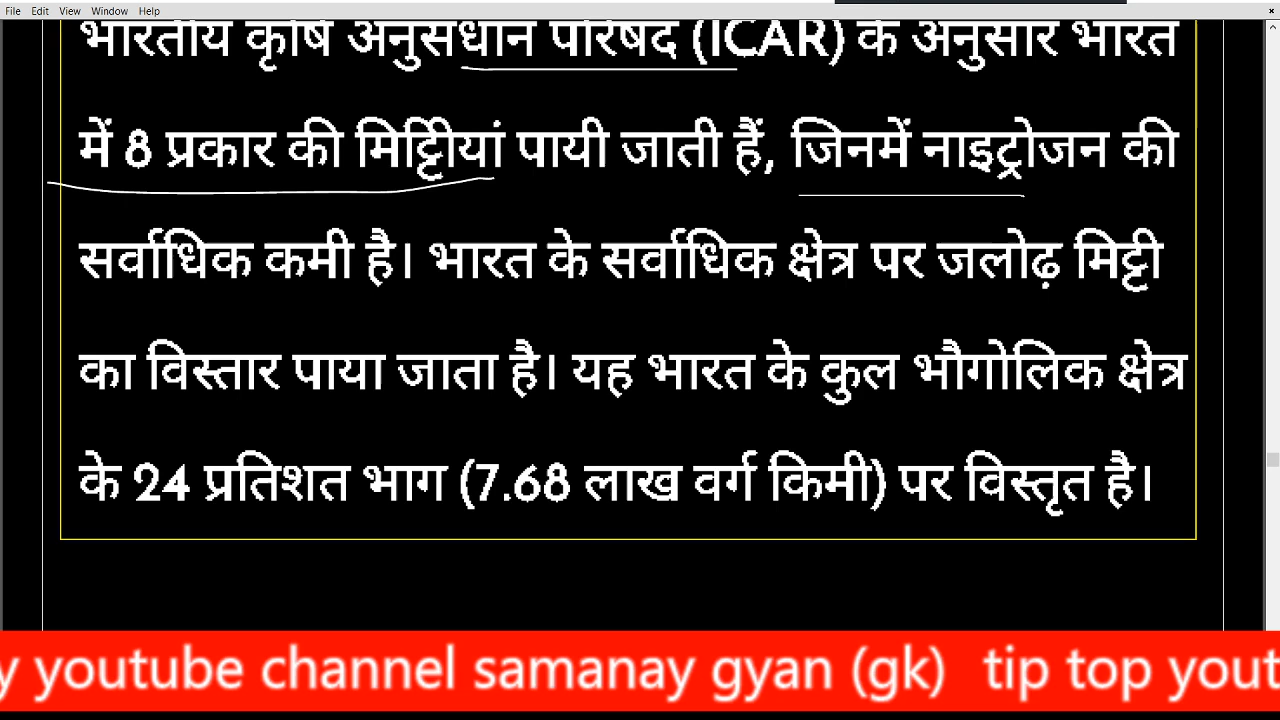 File Edit View Window Help
भारतीय कृषि अनुसंधान परिषद (ICAR) के अनुसार भारत
में 8 प्रकार की मिट्टिीयां पायी जाती हैं, जिनमें नाइट्रोजन की
सर्वाधिक कमी है। भारत के सर्वाधिक क्षेत्र पर जलोढ़ मिट्टी
का विस्तार पाया जाता है। यह भारत के कुल भौगोलिक क्षेत्र
के 24 प्रतिशत भाग (7.68 लाख वर्ग किमी) पर विस्तृत है।
y youtube channel samanay gyan (gk) tip top yout